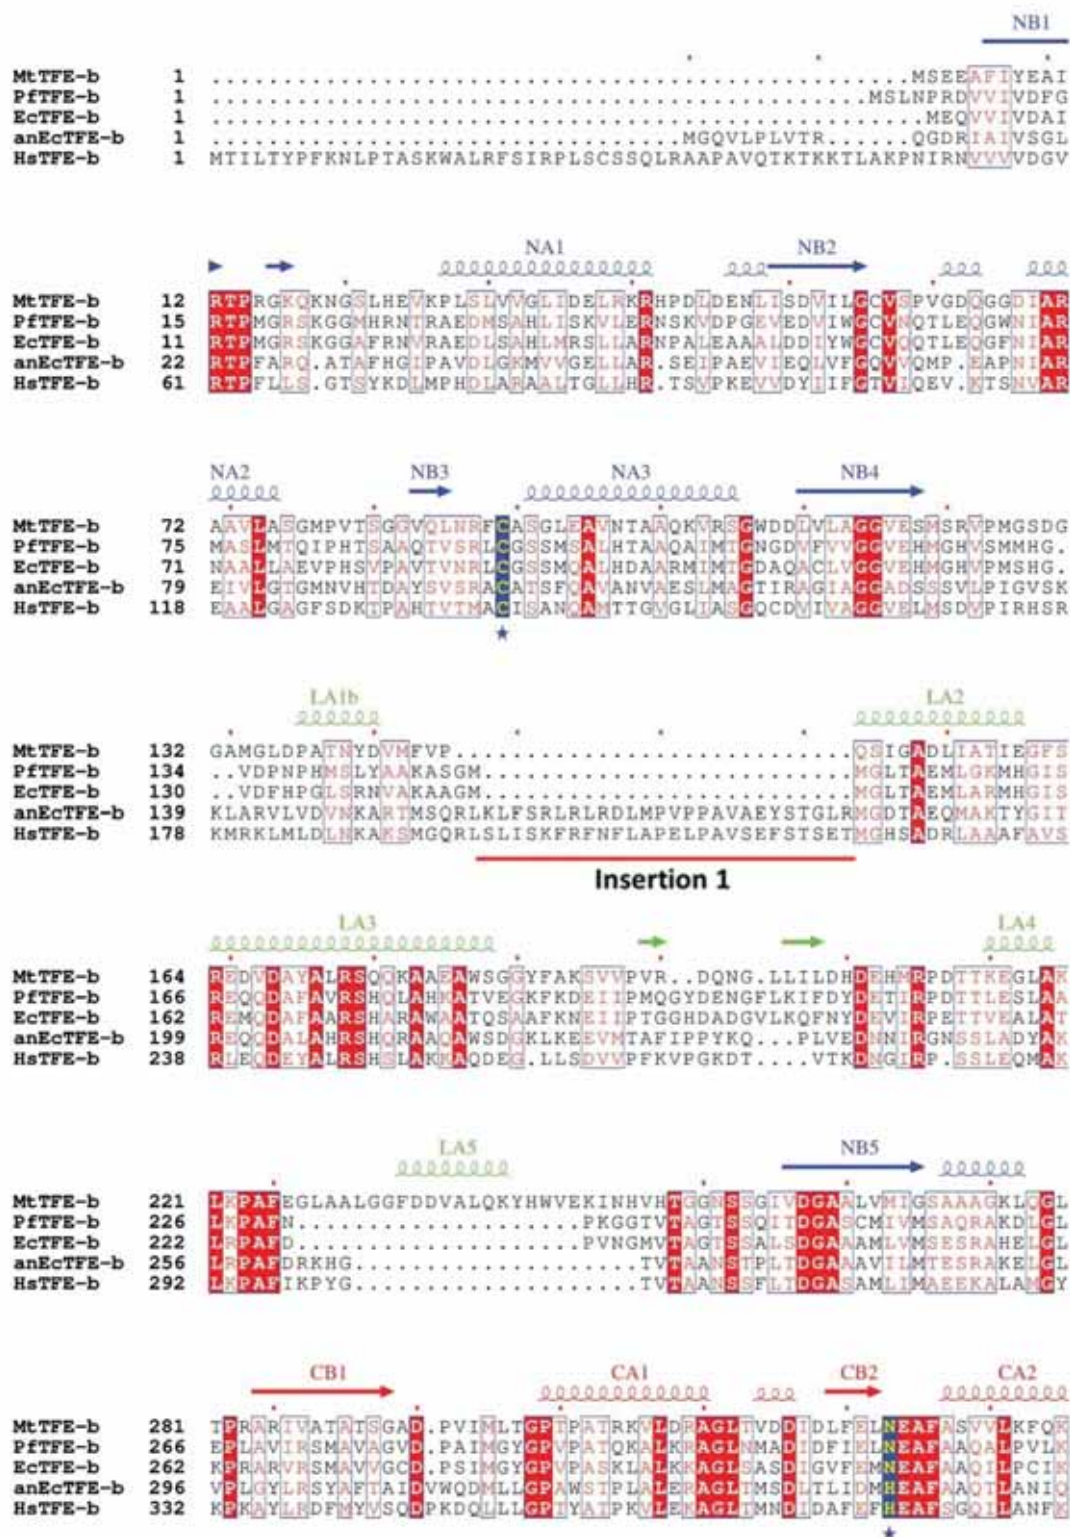 NB1
MtTFE-b 1 ................................................MSEEAFIYEAI
PfTFE-b 1 .............................................MSLNPRDVVIVDFG
EcTFE-b 1 .................................................MEQVVIVDAI
anEcTFE-b 1 ................................MGQVLPLVTR......QGDRIAIVSGL
HsTFE-b 1 MTILTYPFKNLPTASKWALRFSIRPLSCSSQLRAAPAVQTKTKKTLAKPNIRNVVVVDGV
NA1 NB2
MtTFE-b 12 RTPRGKQKNGSLHEVKPLSLVVGLIDELRKRHPDLDENLISDVILGCVSPVGDQGGDIAR
PfTFE-b 15 RTPMGRSKGGMHRNTRAEDMSAHLISKVLERNSKVDPGEVEDVIWGCVNQTLEQGWNIAR
EcTFE-b 11 RTPMGRSKGGAFRNVRAEDLSAHLMRSLLARNPALEAAALDDIYWGCVQQTLEQGFNIAR
anEcTFE-b 22 RTPFARQ.ATAFHGIPAVDLGKMVVGELLAR.SEIPAEVIEQLVFGQVVQMP.EAPNIAR
HsTFE-b 61 RTPFLLS.GTSYKDLMPHDLARAALTGLLHR.TSVPKEVVDYIIFGTVIQEV.KTSNVAR
NA2 NB3 NA3 NB4
MtTFE-b 72 AAVLASGMPVTSGGVQLNRFCASGLEAVNTAAQKVRSGWDDLVLAGGVESMSRVPMGSDG
PfTFE-b 75 MASLMTQIPHTSAAQTVSRLCGSSMSALHTAAQAIMTGNGDVFVVGGVEHMGHVSMMHG.
EcTFE-b 71 NAALLAEVPHSVPAVTVNRLCGSSMQALHDAARMIMTGDAQACLVGGVEHMGHVPMSHG.
anEcTFE-b 79 EIVLGTGMNVHTDAYSVTRACATSFQAVANVAESLMAGTIRAGIAGGADSSSVLPIGVSK
HsTFE-b 118 EAALGAGFSDKTPAHTVTMACISANQAMTTGVGLIASGQCDVIVAGGVELMSDVPIRHSR
★
LA1b LA2
MtTFE-b 132 GAMGLDPATNYDVMFVP............................QSIGADLIATIEGFS
PfTFE-b 134 ..VDPNPHMSLYAAKASGM..........................MGLTAEMLGKMHGIS
EcTFE-b 130 ..VDFHPGLSRNVAKAAGM..........................MGLTAEMLARMHGIS
anEcTFE-b 139 KLARVLVDVNKARTMSQRLKLFSRLRLRDLMPVPPAVAEYSTGLRMGDTAEQMAKTYGIT
HsTFE-b 178 KMRKLMLDLNKAKSMGQRLSLISKFRFNFLAPELPAVSEFSTSETMGHSADRLAAAFAVS
Insertion 1
LA3 LA4
MtTFE-b 164 REDVDAYALRSQQKAAEAWSGGYFAKSVVPVR..DQNG.LLILDHDEHMRPDTTKEGLAK
PfTFE-b 166 REQQDAFAVRSHQLAHKATVEGKFKDEIIPMQGYDENGFLKIFDYDETIRPDTTLESLAA
EcTFE-b 162 REMQDAFAARSHARAWAATQSAAFKNEIIPTGGHDADGVLKQFNYDEVIRPETTVEALAT
anEcTFE-b 199 REQQDALAHRSHQRAAQAWSDGKLKEEVMTAFIPPYKQ...PLVEDNNIRGNSSLADYAK
HsTFE-b 238 RLEQDEYALRSHSLAKKAQDEG.LLSDVVPFKVPGKDT....VTKDNGIRP.SSLEQMAK
LA5 NB5
MtTFE-b 221 LKPAFEGLAALGGFDDVALQKYHWVEKINHVHTGGNSSGIVDGAALVMIGSAAAGKLQGL
PfTFE-b 226 LKPAFN....................PKGGTVTAGTSSQITDGASCMIVMSAQRAKDLGL
EcTFE-b 222 LRPAFD....................PVNGMVTAGTSSALSDGAAAMLVMSESRAHELGL
anEcTFE-b 256 LRPAFDRKHG....................TVTAANSTPLTDGAAAVILMTESRAKELGL
HsTFE-b 292 LKPAFIKPYG....................TVTAANSSFLTDGASAMLIMAEEKALAMGY
CB1 CA1 CB2 CA2
MtTFE-b 281 TPRARIVATATSGAD.PVIMLTGPTPATRKVLDRAGLTVDDIDLFELNEAFASVVLKFQK
PfTFE-b 266 EPLAVIRSMAVAGVD.PAIMGYGPVPATQKALKRAGLNMADIDFIELNEAFAAQALPVLK
EcTFE-b 262 KPRARVRSMAVVGCD.PSIMGYGPVPASKLALKKAGLSASDIGVFEMNEAFAAQILPCIK
anEcTFE-b 296 VPLGYLRSYAFTAIDVWQDMLLGPAWSTPLALERAGLTMSDLTLIDMHEAFAAQTLANIQ
HsTFE-b 332 KPKAYLRDFMYVSQDPKDQLLLGPTYATPKVLEKAGLTMNDIDAFEFHEAFSGQILANFK
★